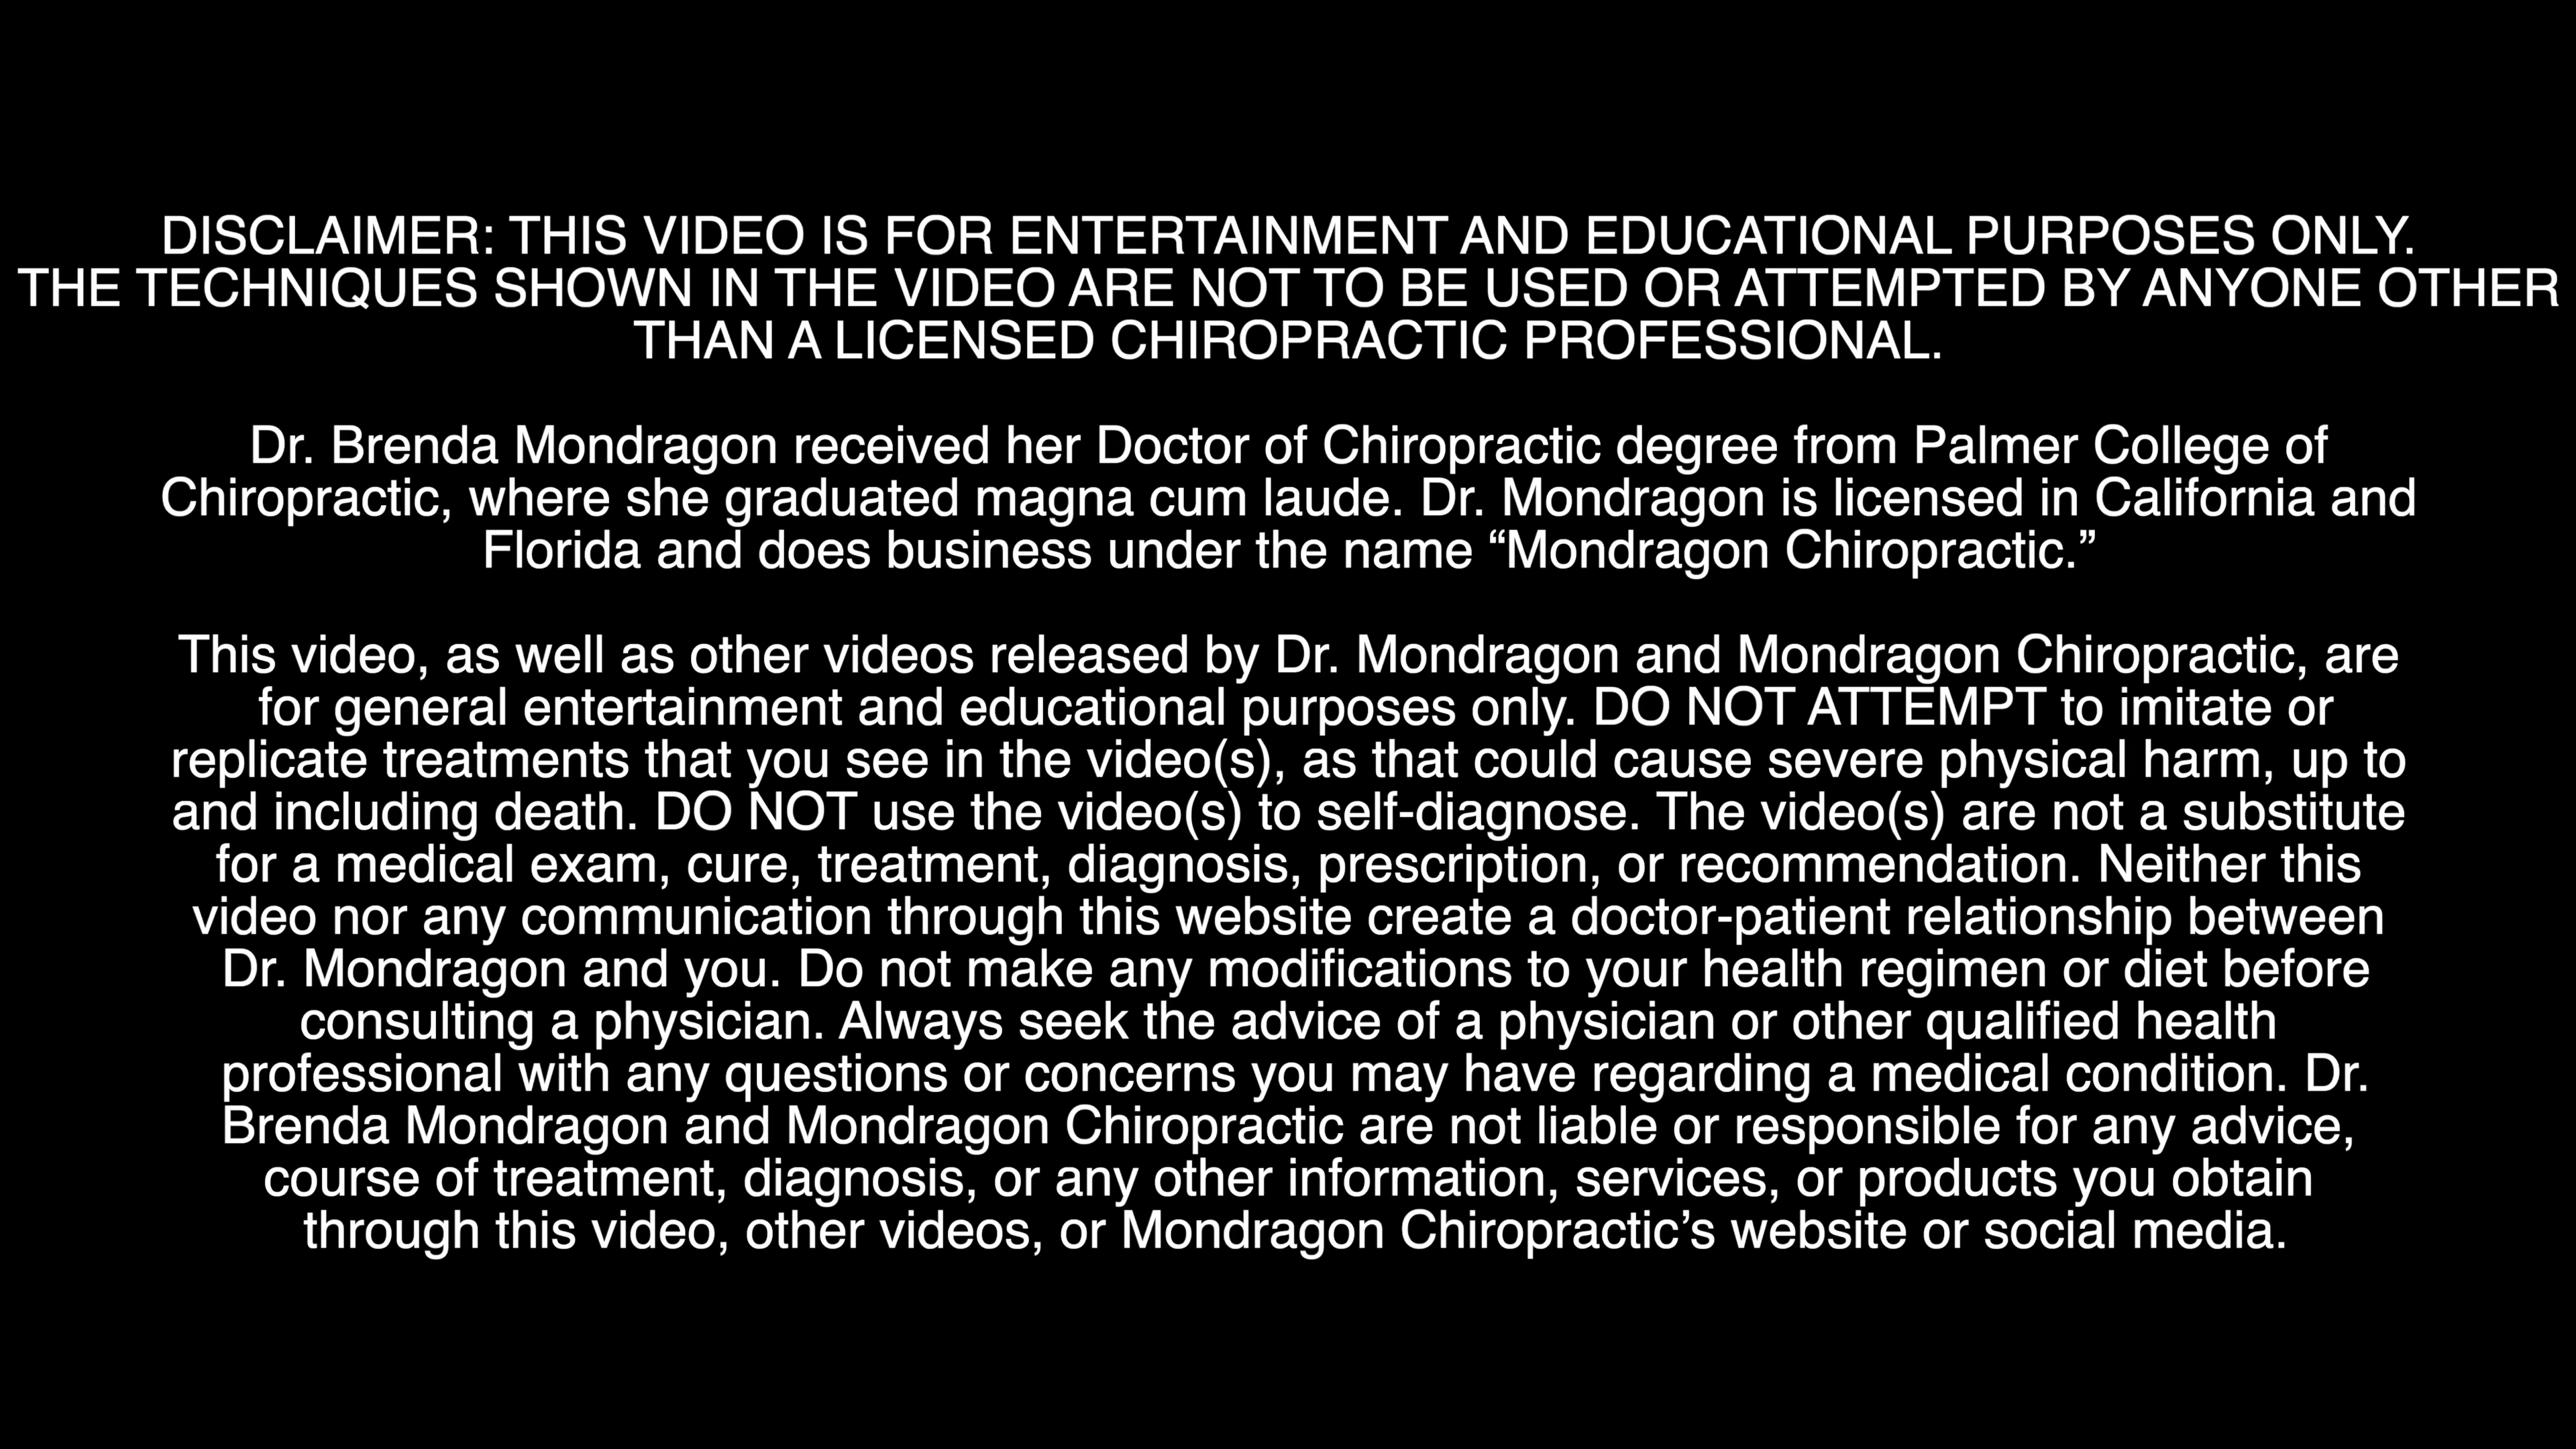 DISCLAIMER: THIS VIDEO IS FOR ENTERTAINMENT AND EDUCATIONAL PURPOSES ONLY.
THE TECHNIQUES SHOWN IN THE VIDEO ARE NOT TO BE USED OR ATTEMPTED BY ANYONE OTHER
THAN A LICENSED CHIROPRACTIC PROFESSIONAL.
Dr. Brenda Mondragon received her Doctor of Chiropractic degree from Palmer College of
Chiropractic, where she graduated magna cum laude. Dr. Mondragon is licensed in California and
Florida and does business under the name “Mondragon Chiropractic.”
This video, as well as other videos released by Dr. Mondragon and Mondragon Chiropractic, are
for general entertainment and educational purposes only. DO NOT ATTEMPT to imitate or
replicate treatments that you see in the video(s), as that could cause severe physical harm, up to
and including death. DO NOT use the video(s) to self-diagnose. The video(s) are not a substitute
for a medical exam, cure, treatment, diagnosis, prescription, or recommendation. Neither this
video nor any communication through this website create a doctor-patient relationship between
Dr. Mondragon and you. Do not make any modifications to your health regimen or diet before
consulting a physician. Always seek the advice of a physician or other qualified health
professional with any questions or concerns you may have regarding a medical condition. Dr.
Brenda Mondragon and Mondragon Chiropractic are not liable or responsible for any advice,
course of treatment, diagnosis, or any other information, services, or products you obtain
through this video, other videos, or Mondragon Chiropractic’s website or social media.